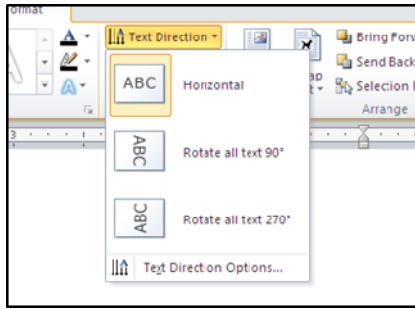 ormat
Text Direction
Bring Forw
Send Back
Selection P
Arrange
3
ABC Horizontal
ABC Rotate all text 90°
ABC Rotate all text 270°
Text Direction Options...